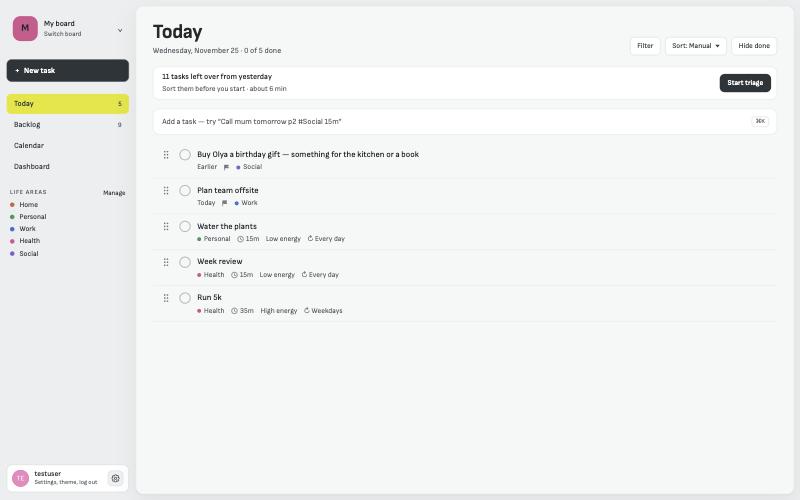 M
My board
Switch board
+ New task
Today 5
Backlog 9
Calendar
Dashboard
LIFE AREAS Manage
Home
Personal
Work
Health
Social
TE
testuser
Settings, theme, log out
Today
Wednesday, November 25 · 0 of 5 done
Filter
Sort: Manual
Hide done
11 tasks left over from yesterday
Sort them before you start · about 6 min
Start triage
Add a task — try "Call mum tomorrow p2 #Social 15m"
⌘K
Buy Olya a birthday gift — something for the kitchen or a book
Earlier Social
Plan team offsite
Today Work
Water the plants
Personal 15m Low energy Every day
Week review
Health 15m Low energy Every day
Run 5k
Health 35m High energy Weekdays